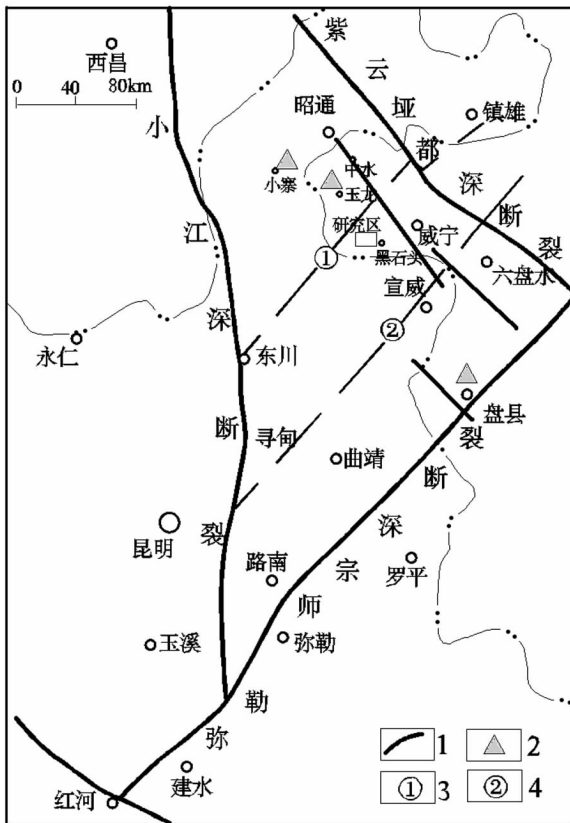 西昌
0 40 80km
紫云垭都深断裂
昭通
镇雄
小江深断裂
小寨
中水
玉龙
研究区
威宁
黑石头
六盘水
①
宣威
②
永仁
东川
盘县
寻甸
曲靖
昆明
路南
罗平
弥勒师宗深断裂
玉溪
弥勒
建水
红河
1
2
① 3
② 4